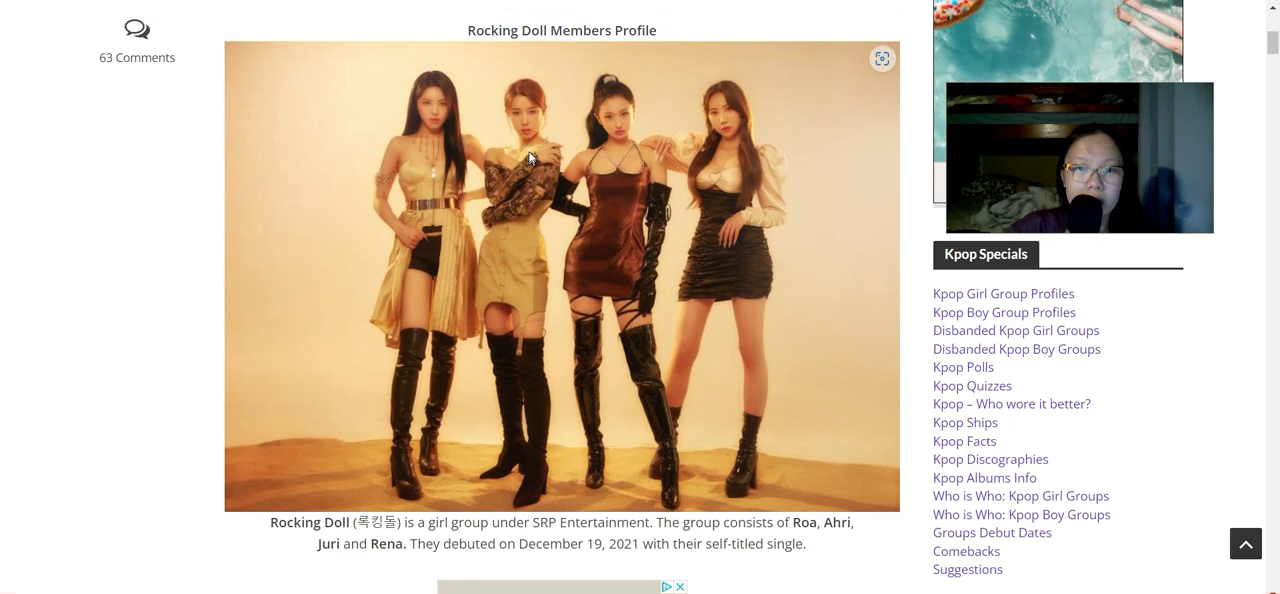 Rocking Doll Members Profile
63 Comments
Rocking Doll (록킹돌) is a girl group under SRP Entertainment. The group consists of Roa, Ahri,
Juri and Rena. They debuted on December 19, 2021 with their self-titled single.
Kpop Specials
Kpop Girl Group Profiles
Kpop Boy Group Profiles
Disbanded Kpop Girl Groups
Disbanded Kpop Boy Groups
Kpop Polls
Kpop Quizzes
Kpop – Who wore it better?
Kpop Ships
Kpop Facts
Kpop Discographies
Kpop Albums Info
Who is Who: Kpop Girl Groups
Who is Who: Kpop Boy Groups
Groups Debut Dates
Comebacks
Suggestions